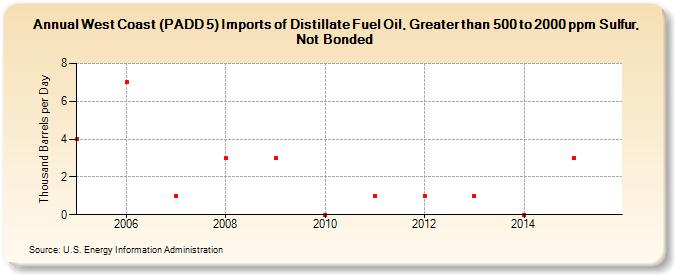 Annual West Coast (PADD 5) Imports of Distillate Fuel Oil, Greater than 500 to 2000 ppm Sulfur,
Not Bonded
Thousand Barrels per Day
8
6
4
2
0
2006 2008 2010 2012 2014
Source: U.S. Energy Information Administration